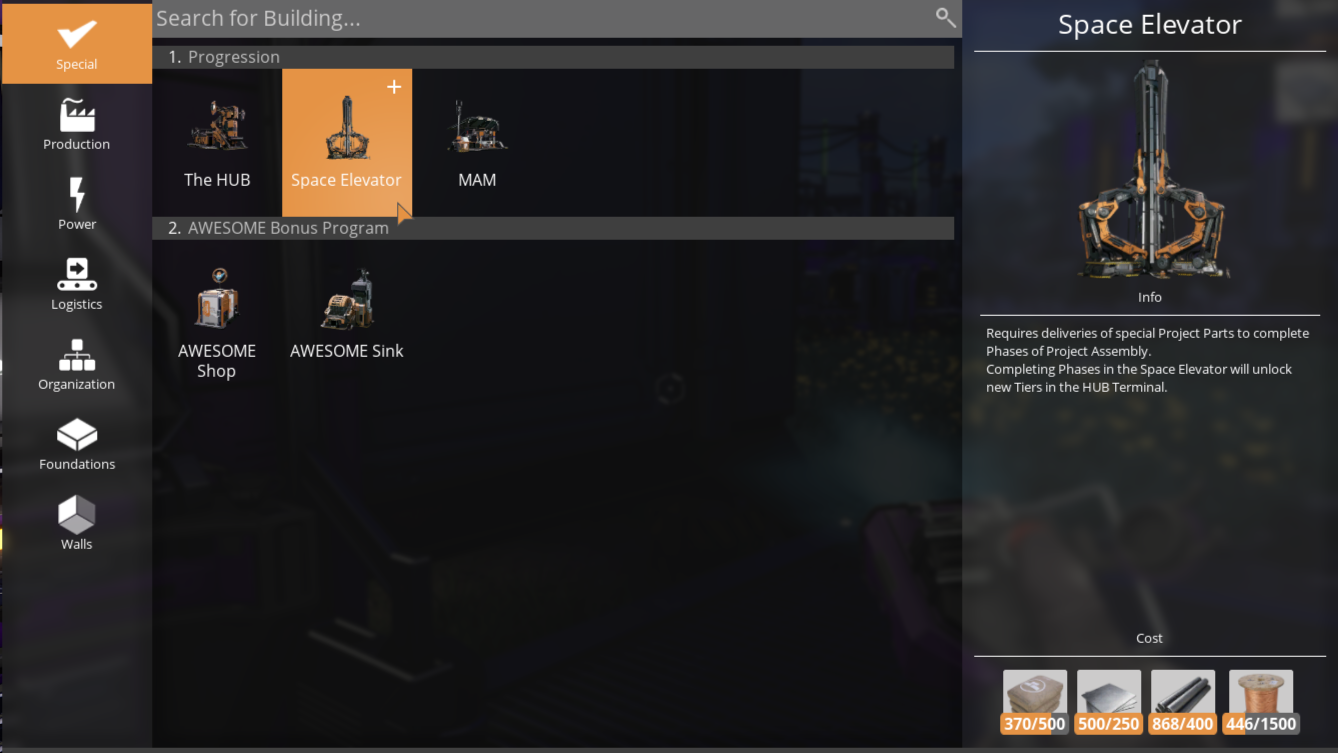 Special
Production
Power
Logistics
Organization
Foundations
Walls
Search for Building...
1. Progression
The HUB
Space Elevator
MAM
2. AWESOME Bonus Program
AWESOME
Shop
AWESOME Sink
Space Elevator
Info
Requires deliveries of special Project Parts to complete
Phases of Project Assembly.
Completing Phases in the Space Elevator will unlock
new Tiers in the HUB Terminal.
Cost
370/500 500/250 868/400 446/1500